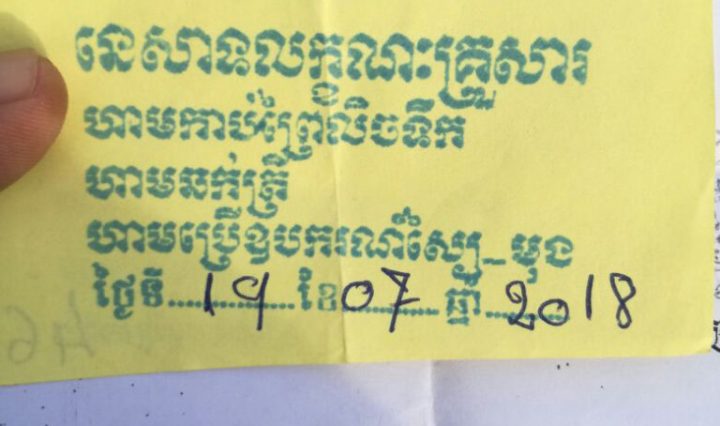 នេសាទលក្ខណៈគ្រួសារ
ហាមកាប់ព្រៃលិចទឹក
ហាមឆក់ត្រី
ហាមប្រើឧបករណ៍ស្បៃ_មុង
ថ្ងៃទី..........19..........ខែ..07..........ឆ្នាំ..2018